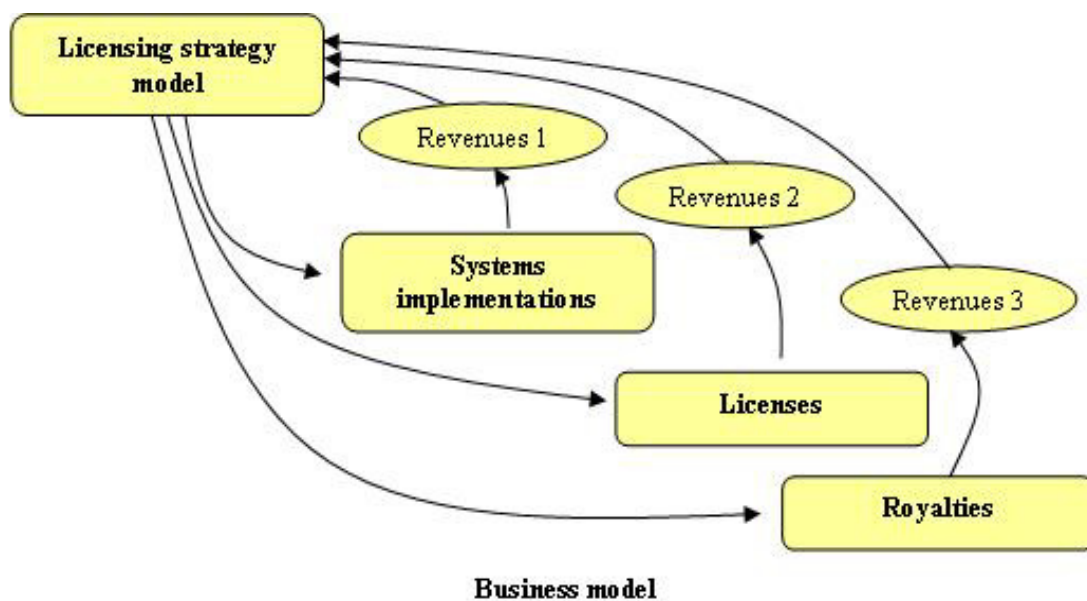 Licensing strategy
model
Revenues 1
Revenues 2
Systems
implementations
Revenues 3
Licenses
Royalties
Business model